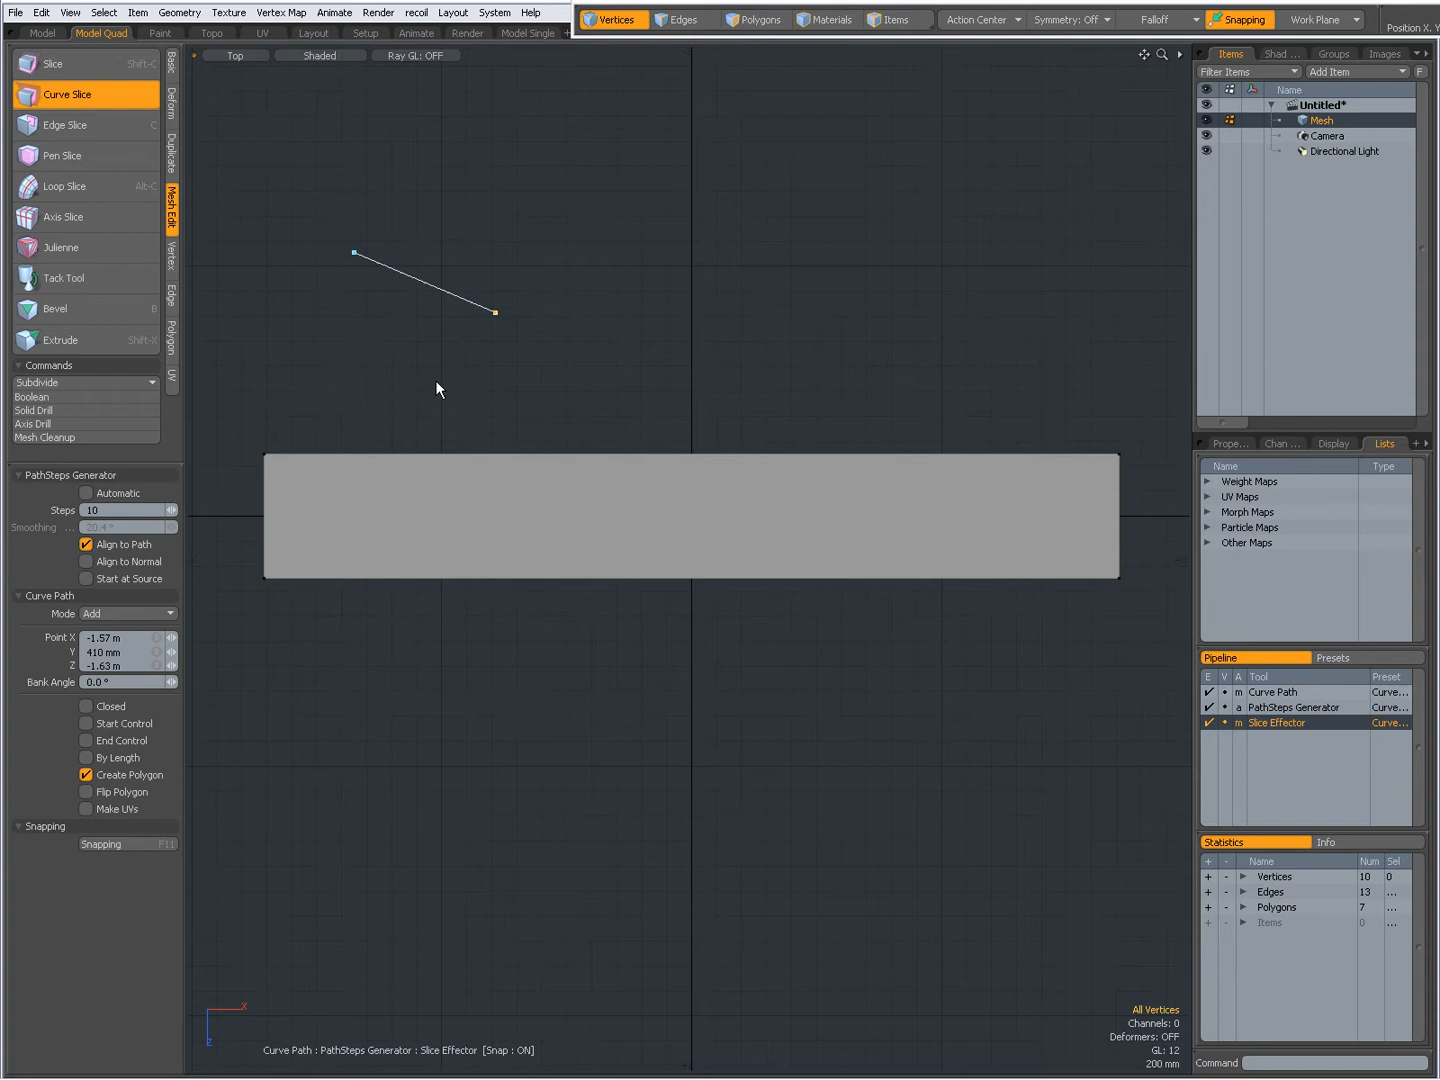 File Edit View Select Item Geometry Texture Vertex Map Animate Render recoil Layout System Help
Vertices Edges Polygons Materials Items Action Center Symmetry: Off Falloff Snapping Work Plane Position X, Y
Model Model Quad Paint Topo UV Layout Setup Animate Render Model Single +
Top Shaded Ray GL: OFF
Slice Shift-C
Curve Slice
Edge Slice C
Pen Slice
Loop Slice Alt-C
Axis Slice
Julienne
Tack Tool
Bevel B
Extrude Shift-X
Basic
Deform
Duplicate
Mesh Edit
Vertex
Edge
Polygon
UV
Commands
Subdivide
Boolean
Solid Drill
Axis Drill
Mesh Cleanup
PathSteps Generator
Automatic
Steps 10
Smoothing ... 20.4 °
Align to Path
Align to Normal
Start at Source
Curve Path
Mode Add
Point X -1.57 m
Y 410 mm
Z -1.63 m
Bank Angle 0.0 °
Closed
Start Control
End Control
By Length
Create Polygon
Flip Polygon
Make UVs
Snapping
Snapping F11
X
Z
Curve Path : PathSteps Generator : Slice Effector [Snap : ON]
All Vertices
Channels: 0
Deformers: OFF
GL: 12
200 mm
Items Shad ... Groups Images
Filter Items Add Item F
Name
Untitled*
Mesh
Camera
Directional Light
Prope... Chan ... Display Lists +
Name Type
Weight Maps
UV Maps
Morph Maps
Particle Maps
Other Maps
Pipeline Presets
E V A Tool Preset
m Curve Path Curve...
a PathSteps Generator Curve...
m Slice Effector Curve...
Statistics Info
+ - Name Num Sel
+ - Vertices 10 0
+ - Edges 13 ...
+ - Polygons 7 ...
+ - Items 0 ...
Command